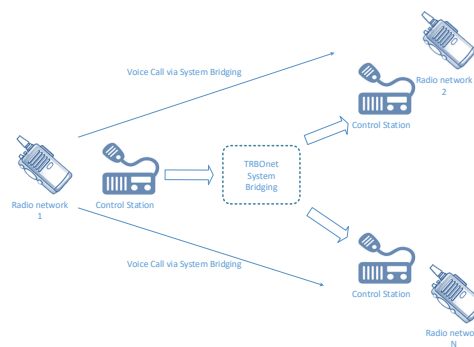 Voice Call via System Bridging
Radio network
2
Control Station
TRBOnet
System
Bridging
Radio network
1
Control Station
Voice Call via System Bridging
Control Station
Radio netwo
N